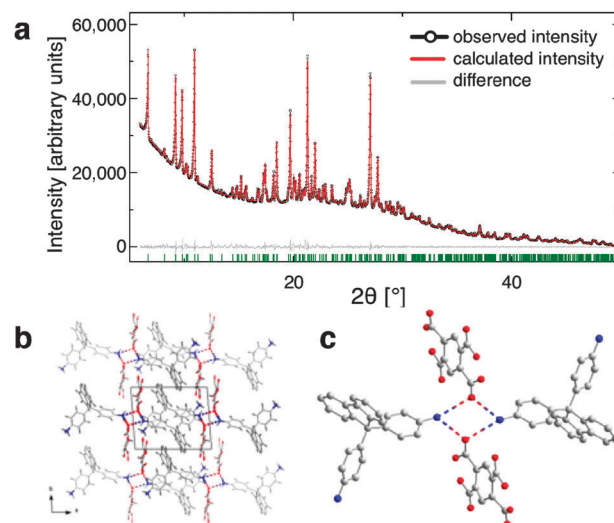 a
60,000
40,000
20,000
0
Intensity [arbitrary units]
observed intensity
calculated intensity
difference
20
40
2θ [°]
b
c